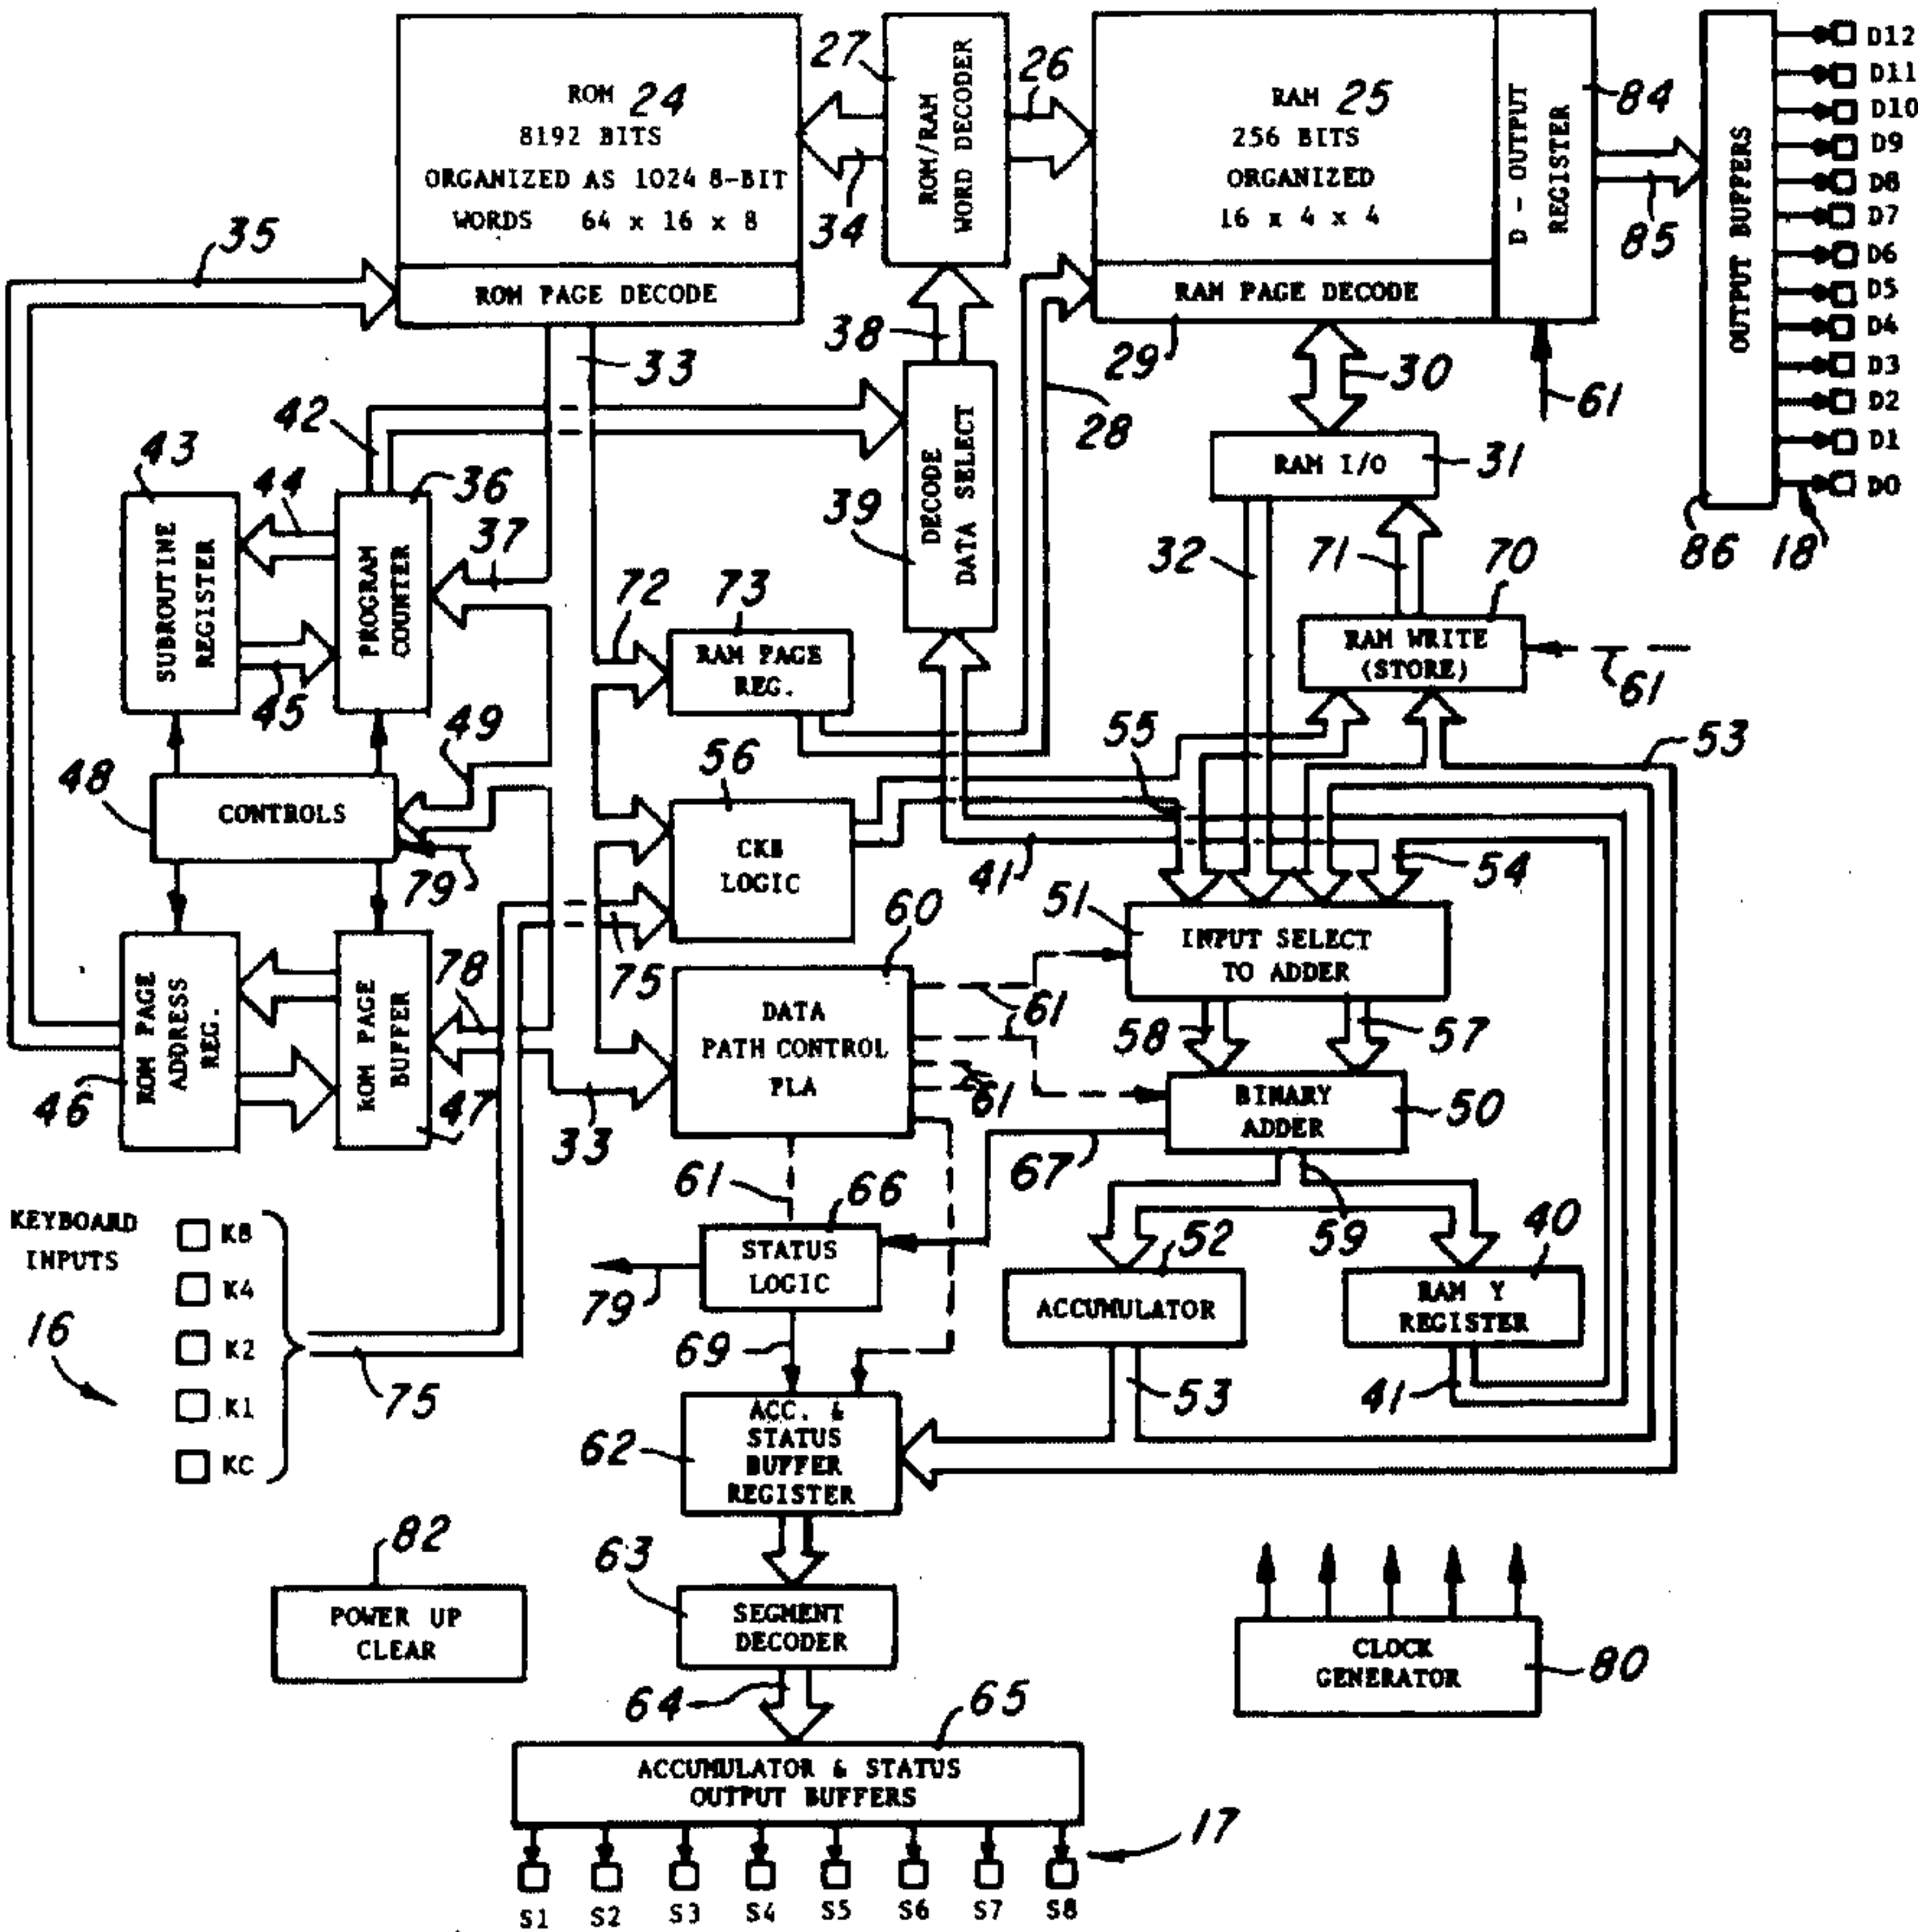 ROM 24
8192 BITS
ORGANIZED AS 1024 8-BIT
WORDS 64 x 16 x 8
ROM PAGE DECODE
35
27
ROM/RAM
WORD DECODER
26
34
RAM 25
256 BITS
ORGANIZED
16 x 4 x 4
RAM PAGE DECODE
29
D - OUTPUT
REGISTER
84
85
OUTPUT BUFFERS
86
18
D12
D11
D10
D9
D8
D7
D6
D5
D4
D3
D2
D1
D0
33
38
28
30
61
42
43
44
36
37
SUBROUTINE
REGISTER
PROGRAM
COUNTER
45
39
DECODE
DATA SELECT
RAM I/O
31
32
71
70
RAM WRITE
(STORE)
61
72
73
RAM PAGE
REG.
49
48
CONTROLS
79
56
CKB
LOGIC
55
53
41
54
75
46
ROM PAGE
ADDRESS
REG.
ROM PAGE
BUFFER
78
47
33
60
DATA
PATH CONTROL
PLA
61
61
61
51
INPUT SELECT
TO ADDER
58
57
BINARY
ADDER
50
67
59
66
STATUS
LOGIC
79
69
52
ACCUMULATOR
53
40
RAM Y
REGISTER
41
KEYBOARD
INPUTS
16
K8
K4
K2
K1
KC
75
62
ACC. &
STATUS
BUFFER
REGISTER
63
SEGMENT
DECODER
64
65
ACCUMULATOR & STATUS
OUTPUT BUFFERS
17
S1 S2 S3 S4 S5 S6 S7 S8
82
POWER UP
CLEAR
CLOCK
GENERATOR
80